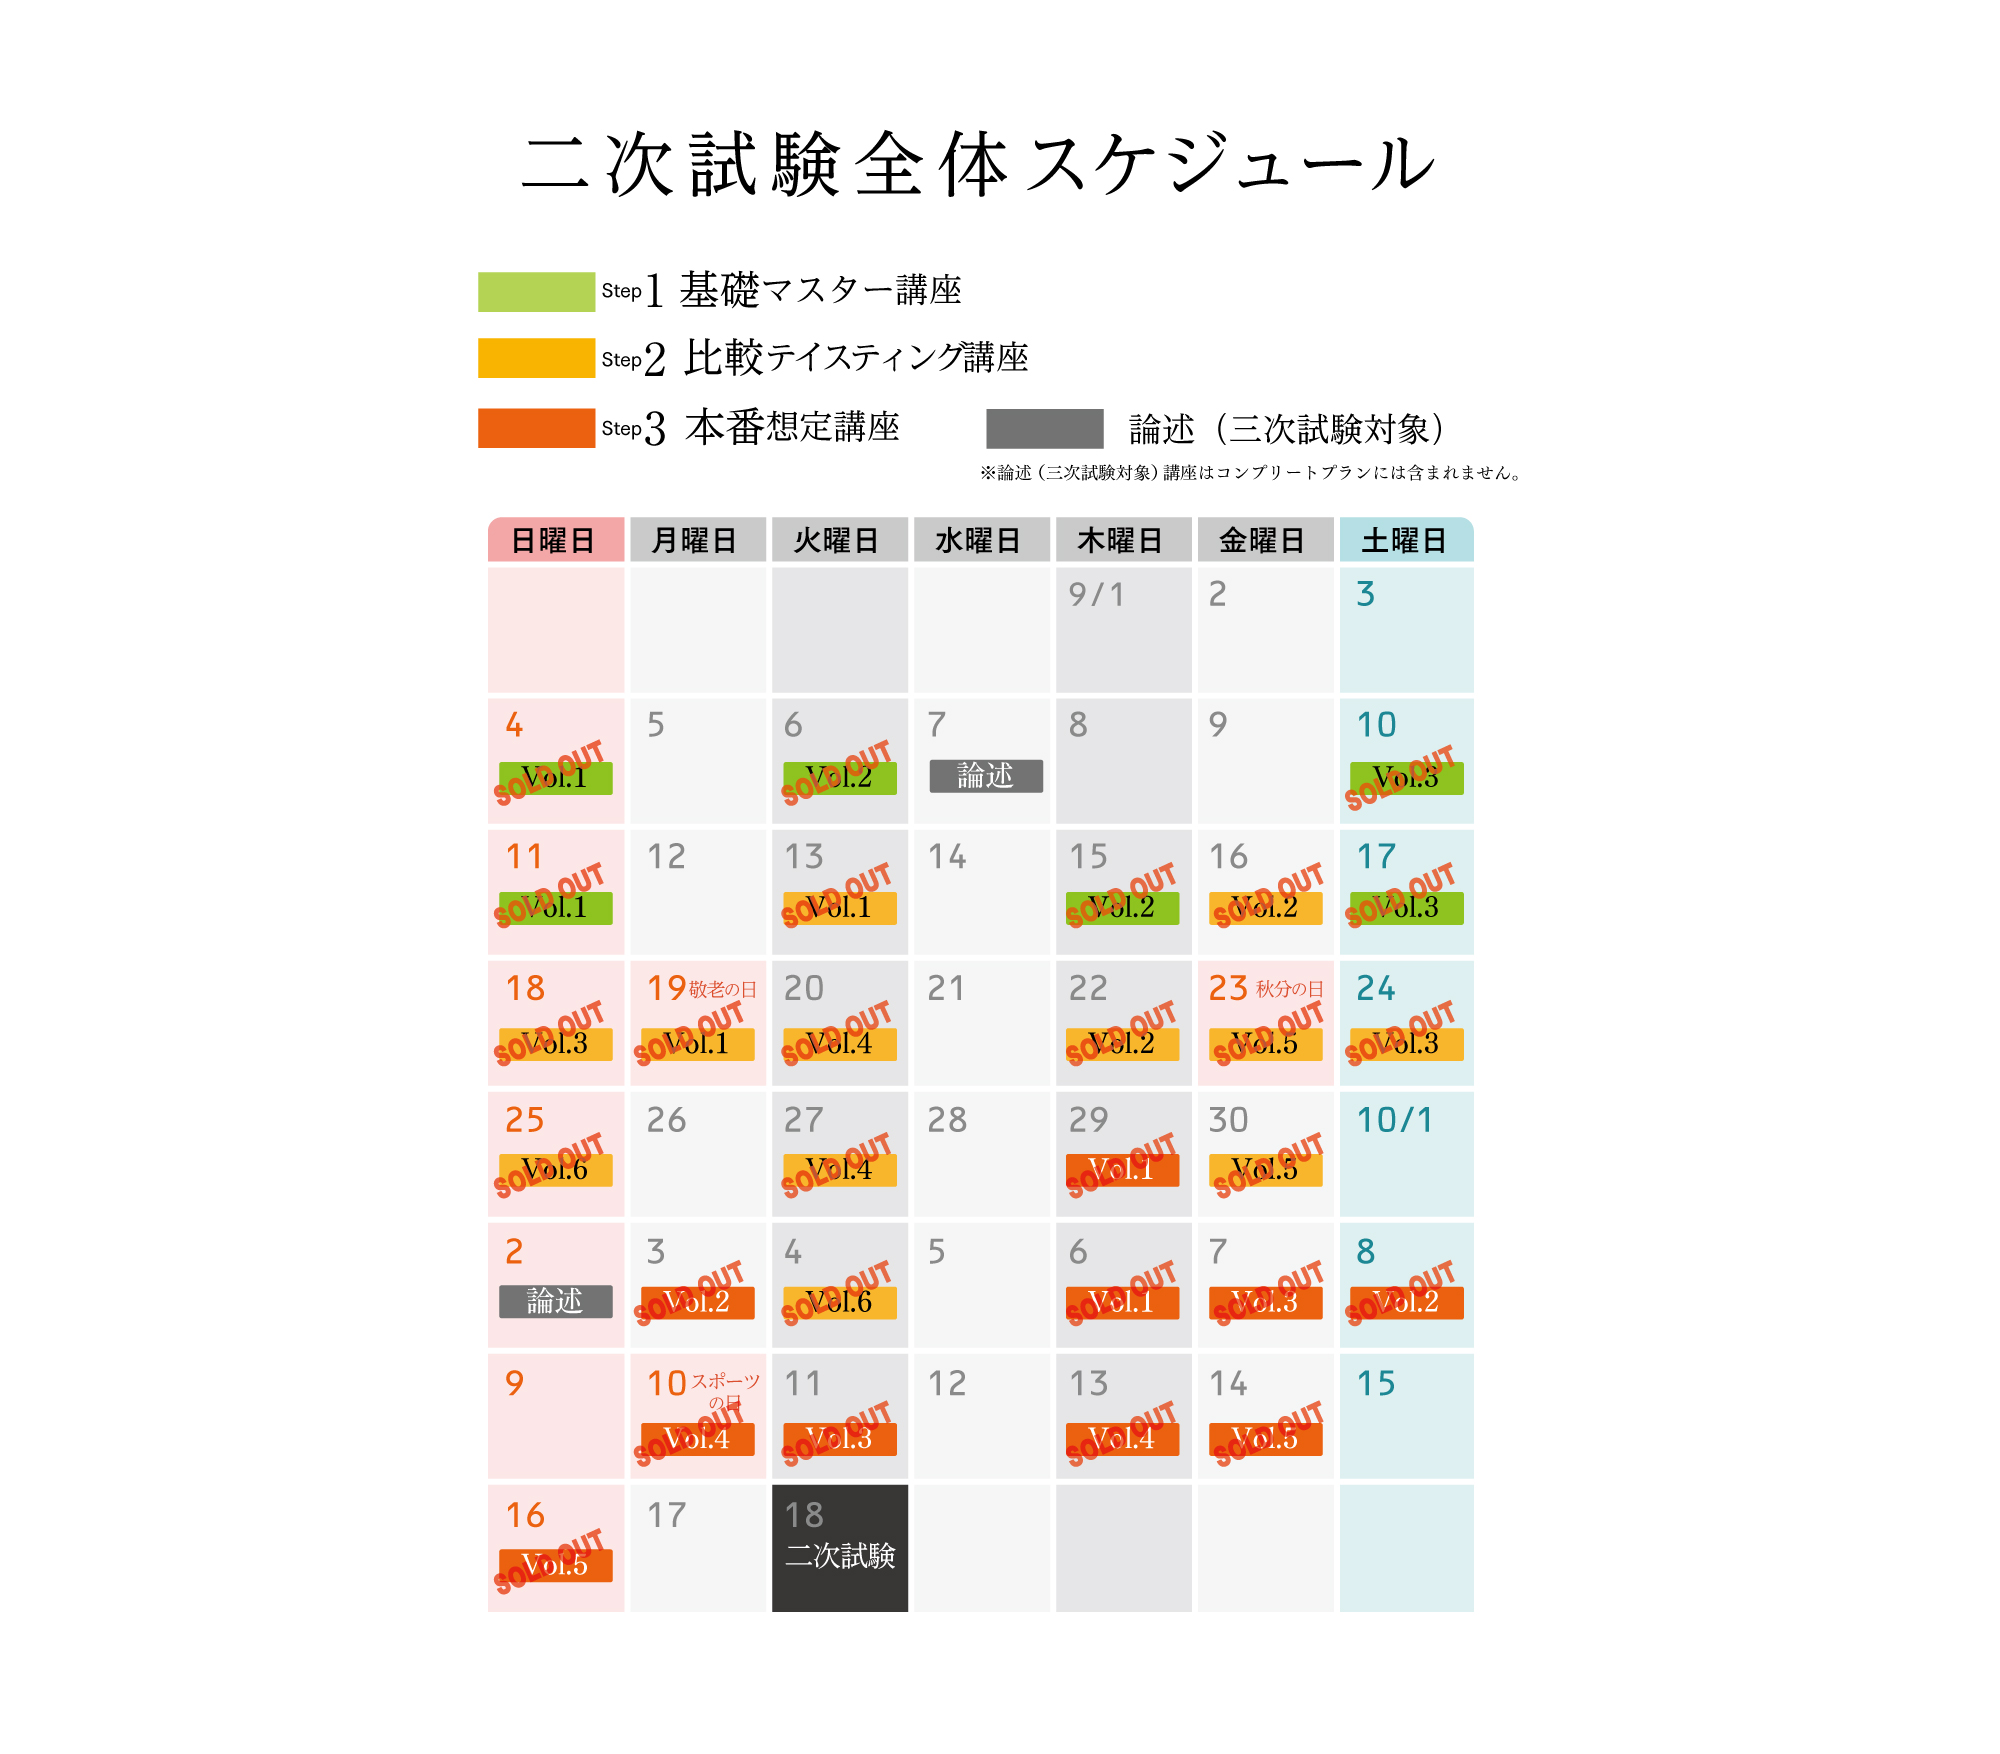 二次試験全体スケジュール
Step1 基礎マスター講座
Step2 比較テイスティング講座
Step3 本番想定講座
論述（三次試験対象）
※論述（三次試験対象）講座はコンプリートプランには含まれません。
日曜日 月曜日 火曜日 水曜日 木曜日 金曜日 土曜日
9/1 2 3
4 5 6 7 8 9 10
Vol.1 SOLD OUT Vol.2 SOLD OUT 論述 Vol.3 SOLD OUT
11 12 13 14 15 16 17
Vol.1 SOLD OUT Vol.1 SOLD OUT Vol.2 SOLD OUT Vol.2 SOLD OUT Vol.3 SOLD OUT
18 19 敬老の日 20 21 22 23 秋分の日 24
Vol.3 SOLD OUT Vol.1 SOLD OUT Vol.4 SOLD OUT Vol.2 SOLD OUT Vol.5 SOLD OUT Vol.3 SOLD OUT
25 26 27 28 29 30 10/1
Vol.6 SOLD OUT Vol.4 SOLD OUT Vol.1 SOLD OUT Vol.5 SOLD OUT
2 3 4 5 6 7 8
論述 Vol.2 SOLD OUT Vol.6 SOLD OUT Vol.1 SOLD OUT Vol.3 SOLD OUT Vol.2 SOLD OUT
9 10 スポーツ 11 12 13 14 15
の日
Vol.4 SOLD OUT Vol.3 SOLD OUT Vol.4 SOLD OUT Vol.5 SOLD OUT
16 17 18
Vol.5 SOLD OUT 二次試験